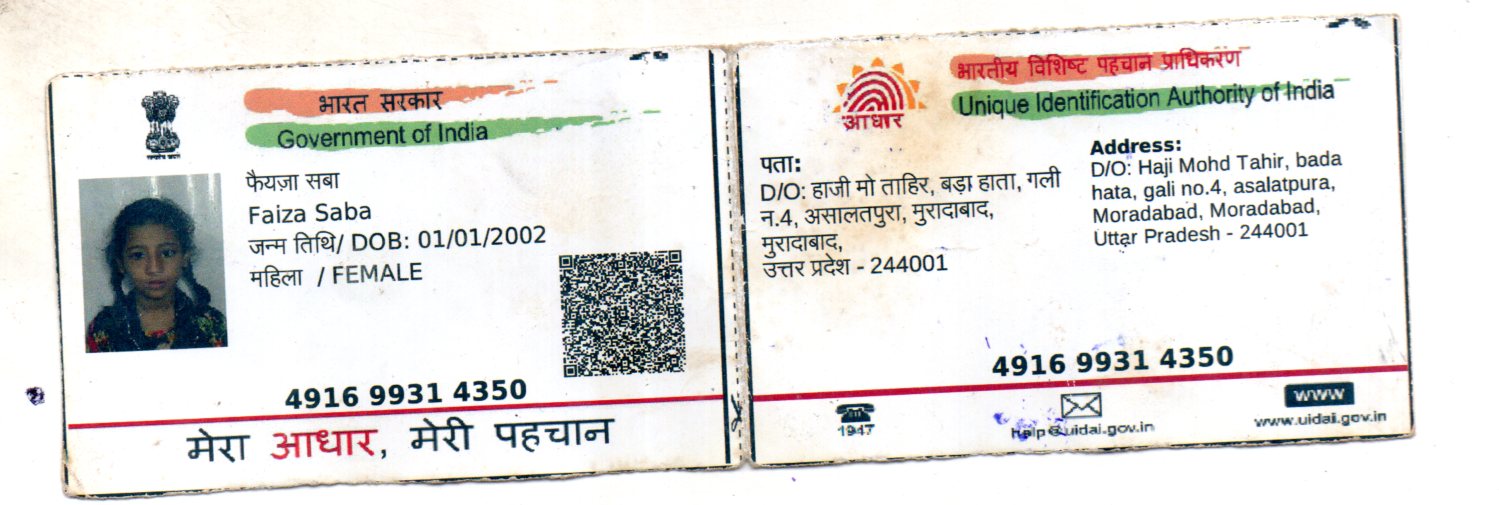 भारत सरकार
Government of India
फैयज़ा सबा
Faiza Saba
जन्म तिथि/ DOB: 01/01/2002
महिला / FEMALE
4916 9931 4350
मेरा आधार, मेरी पहचान
भारतीय विशिष्ट पहचान प्राधिकरण
Unique Identification Authority of India
आधार
पता:
D/O: हाजी मो ताहिर, बड़ा हाता, गली
न.4, असालतपुरा, मुरादाबाद,
मुरादाबाद,
उत्तर प्रदेश - 244001
Address:
D/O: Haji Mohd Tahir, bada
hata, gali no.4, asalatpura,
Moradabad, Moradabad,
Uttar Pradesh - 244001
4916 9931 4350
1947
help@uidai.gov.in
www
www.uidai.gov.in